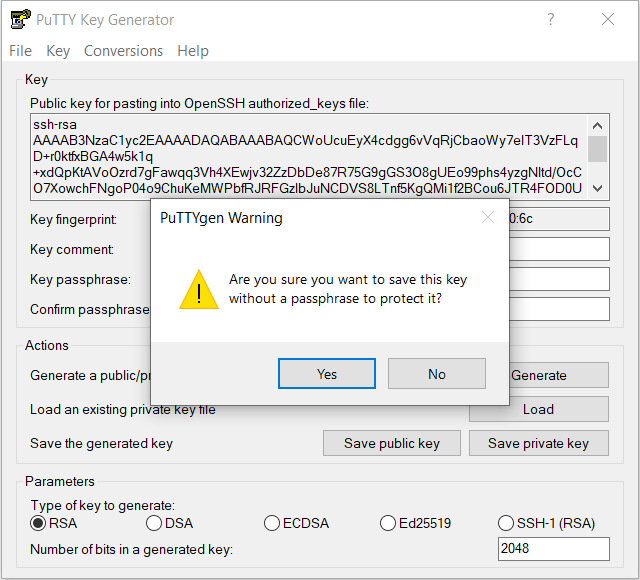 PuTTY Key Generator
File Key Conversions Help
Key
Public key for pasting into OpenSSH authorized_keys file:
ssh-rsa
AAAAB3NzaC1yc2EAAAADAQABAAABAQCWoUcuEyX4cdgg6vVqRjCbaoWy7eIT3VzFLq
D+r0ktfxBGA4w5k1q
+xdQpKtAVoOzrd7gFawqq3Vh4XEwjv32ZzDbDe87R75G9gGS3O8gUEo99phs4yzgNltd/OcC
O7XowchFNgoP04o9ChuKeMWPbfRJRFGzlbJuNCDVS8LTnf5KgQMi1f2BCou6JTR4FOD0U
Key fingerprint:
0:6c
Key comment:
Key passphrase:
Confirm passphrase
PuTTYgen Warning
Are you sure you want to save this key
without a passphrase to protect it?
Yes No
Actions
Generate a public/pr
Generate
Load an existing private key file
Load
Save the generated key
Save public key
Save private key
Parameters
Type of key to generate:
RSA DSA ECDSA Ed25519 SSH-1 (RSA)
Number of bits in a generated key:
2048